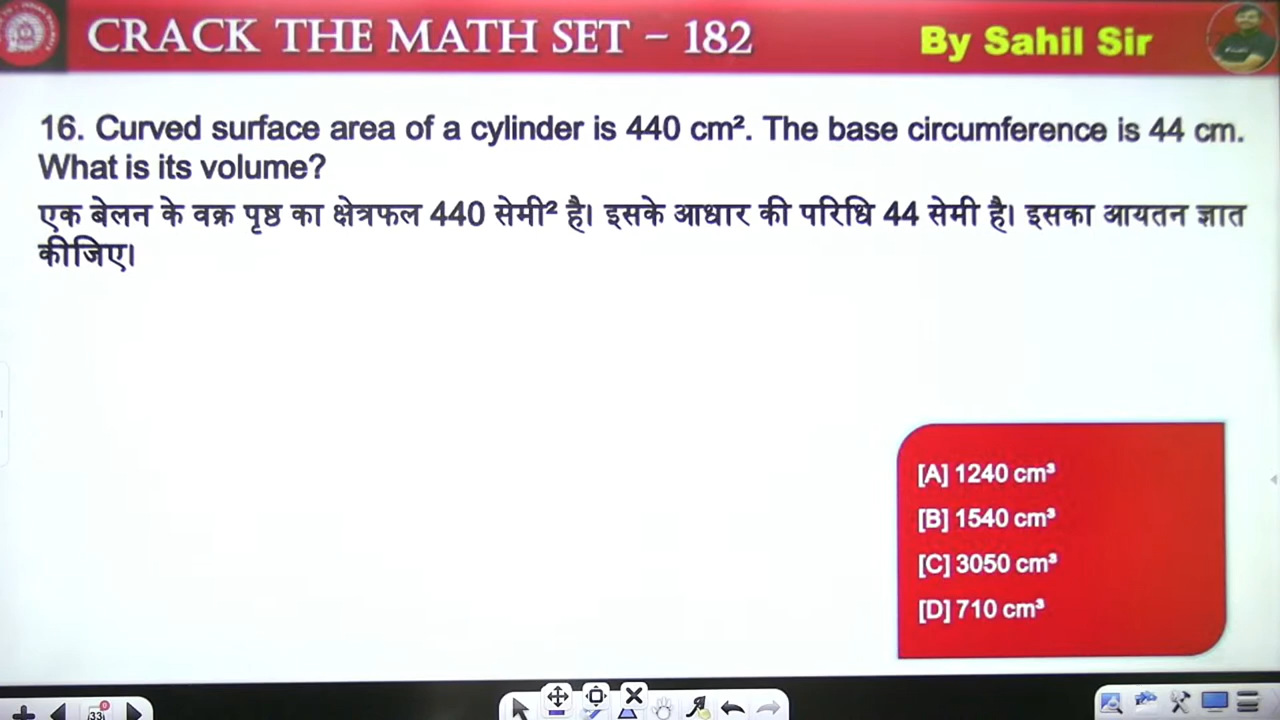 CRACK THE MATH SET – 182
By Sahil Sir
16. Curved surface area of a cylinder is 440 cm². The base circumference is 44 cm.
What is its volume?
एक बेलन के वक्र पृष्ठ का क्षेत्रफल 440 सेमी² है। इसके आधार की परिधि 44 सेमी है। इसका आयतन ज्ञात
कीजिए।
[A] 1240 cm³
[B] 1540 cm³
[C] 3050 cm³
[D] 710 cm³
33